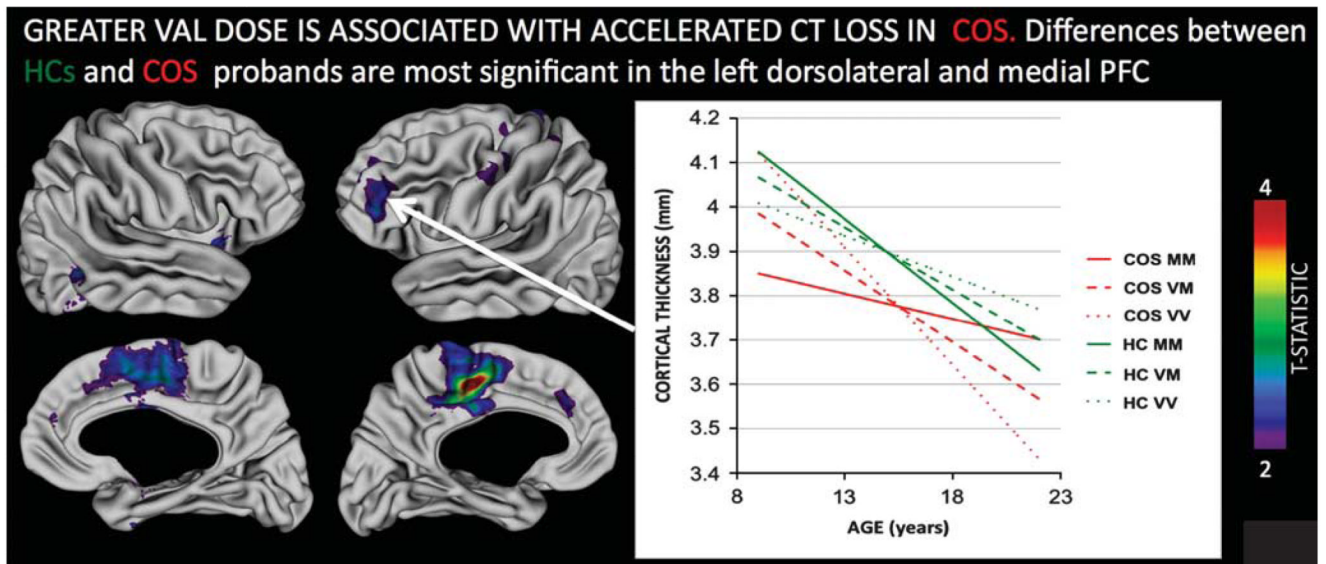 GREATER VAL DOSE IS ASSOCIATED WITH ACCELERATED CT LOSS IN COS. Differences between
HCs and COS probands are most significant in the left dorsolateral and medial PFC
4.2
4.1
4
3.9
3.8
3.7
3.6
3.5
3.4
CORTICAL THICKNESS (mm)
8 13 18 23
AGE (years)
COS MM
COS VM
COS VV
HC MM
HC VM
HC VV
4
T-STATISTIC
2